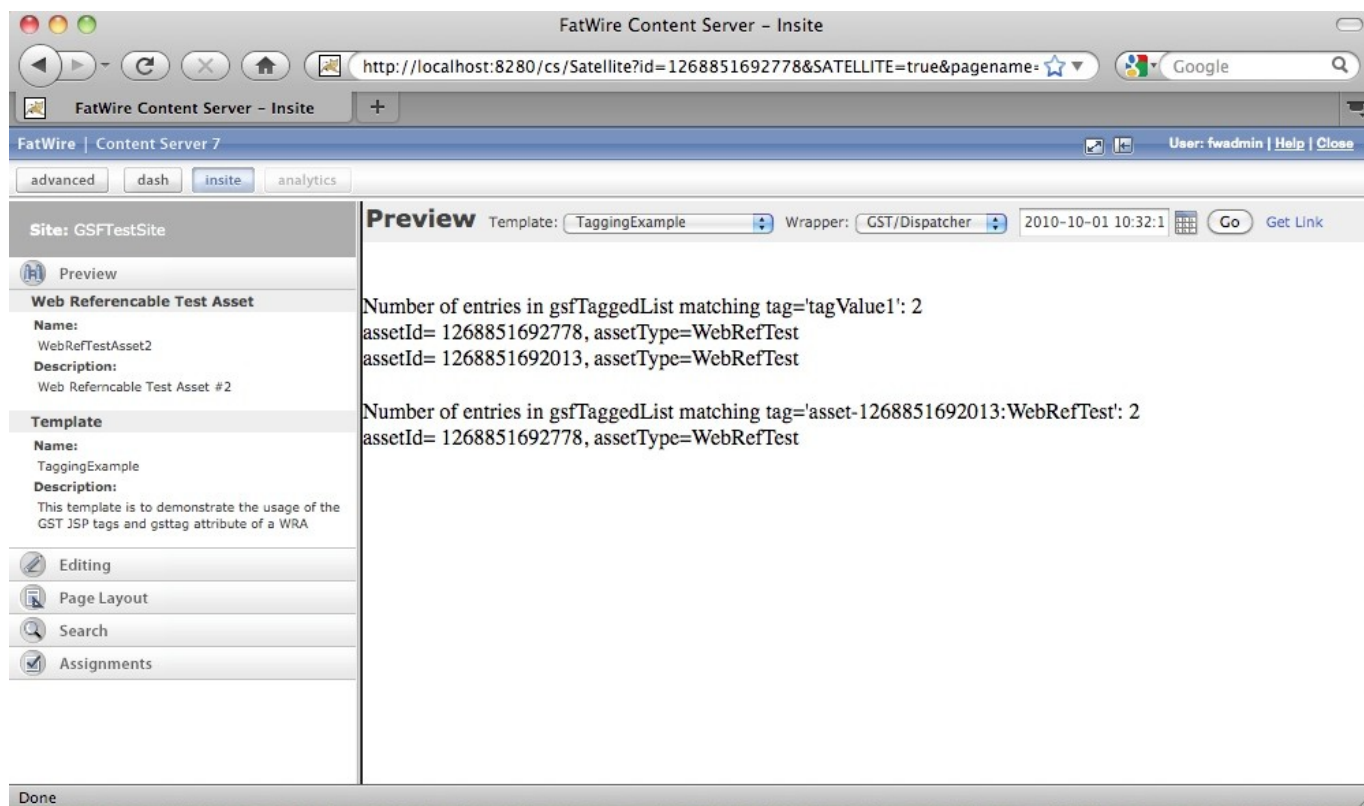 FatWire Content Server – Insite
http://localhost:8280/cs/Satellite?id=1268851692778&SATELLITE=true&pagename=
Google
FatWire Content Server – Insite
+
FatWire | Content Server 7
User: fwadmin | Help | Close
advanced
dash
insite
analytics
Site: GSFTestSite
Preview
Web Referencable Test Asset
Name:
WebRefTestAsset2
Description:
Web Referncable Test Asset #2
Template
Name:
TaggingExample
Description:
This template is to demonstrate the usage of the
GST JSP tags and gsttag attribute of a WRA
Editing
Page Layout
Search
Assignments
Preview Template: TaggingExample Wrapper: GST/Dispatcher 2010-10-01 10:32:1 Go Get Link
Number of entries in gsfTaggedList matching tag='tagValue1': 2
assetId= 1268851692778, assetType=WebRefTest
assetId= 1268851692013, assetType=WebRefTest
Number of entries in gsfTaggedList matching tag='asset-1268851692013:WebRefTest': 2
assetId= 1268851692778, assetType=WebRefTest
Done